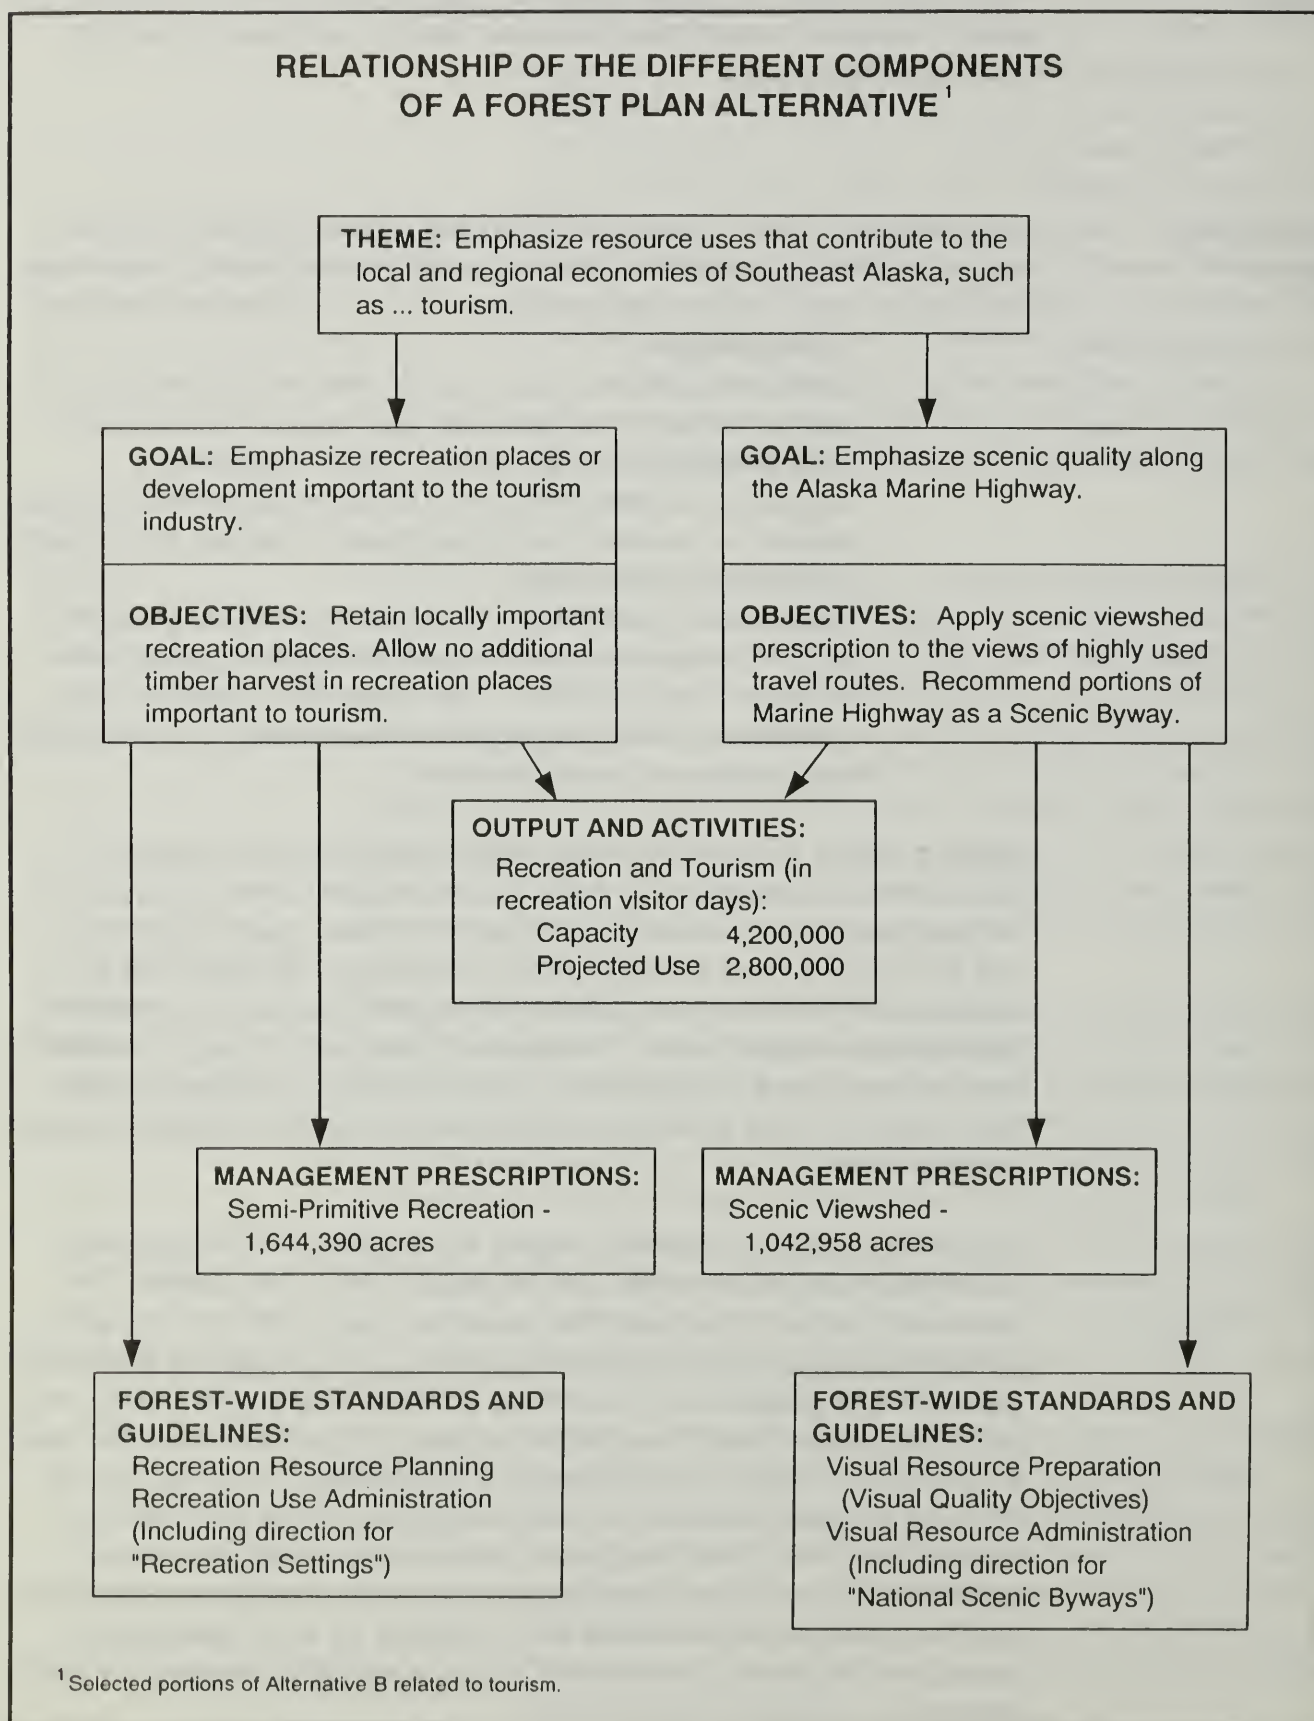 RELATIONSHIP OF THE DIFFERENT COMPONENTS
OF A FOREST PLAN ALTERNATIVE 1
THEME: Emphasize resource uses that contribute to the
local and regional economies of Southeast Alaska, such
as ... tourism.
GOAL: Emphasize recreation places or
development important to the tourism
industry.
OBJECTIVES: Retain locally important
recreation places. Allow no additional
timber harvest in recreation places
important to tourism.
GOAL: Emphasize scenic quality along
the Alaska Marine Highway.
OBJECTIVES: Apply scenic viewshed
prescription to the views of highly used
travel routes. Recommend portions of
Marine Highway as a Scenic Byway.
OUTPUT AND ACTIVITIES:
Recreation and Tourism (in
recreation visitor days):
Capacity 4,200,000
Projected Use 2,800,000
MANAGEMENT PRESCRIPTIONS:
Semi-Primitive Recreation -
1,644,390 acres
MANAGEMENT PRESCRIPTIONS:
Scenic Viewshed -
1,042,958 acres
FOREST-WIDE STANDARDS AND
GUIDELINES:
Recreation Resource Planning
Recreation Use Administration
(Including direction for
"Recreation Settings")
FOREST-WIDE STANDARDS AND
GUIDELINES:
Visual Resource Preparation
(Visual Quality Objectives)
Visual Resource Administration
(Including direction for
"National Scenic Byways")
1 Selected portions of Alternative B related to tourism.